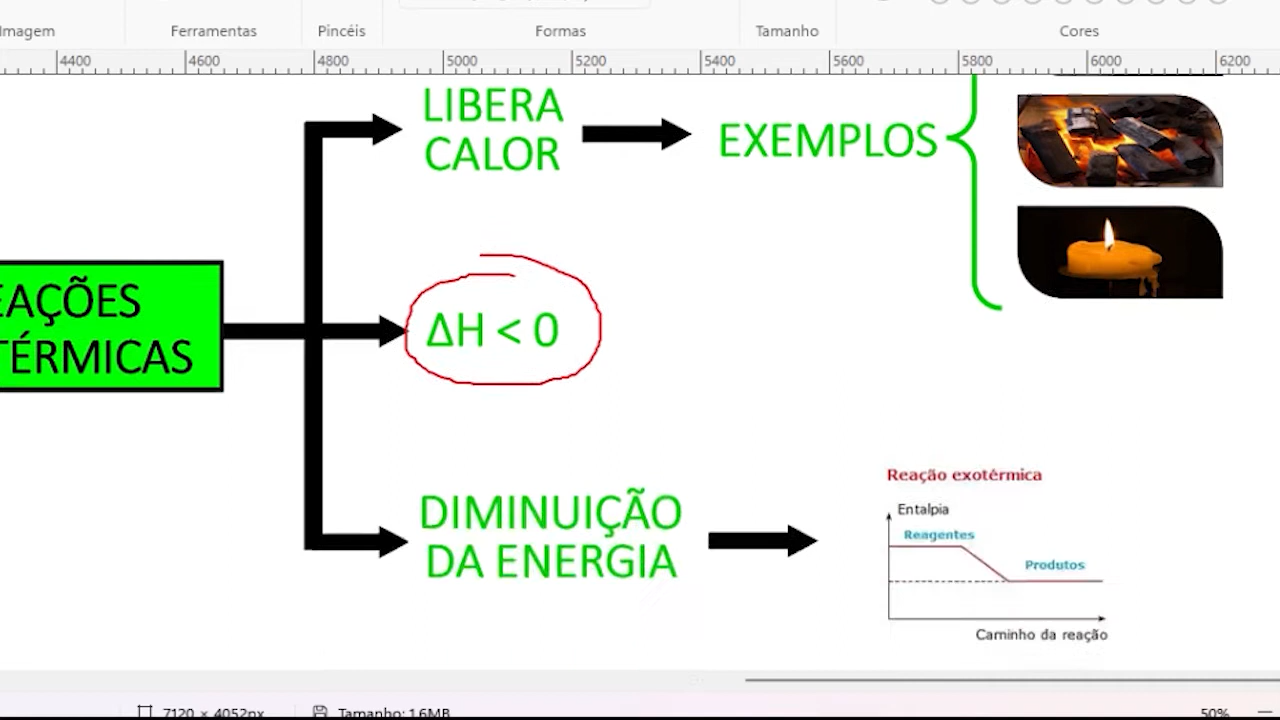 Imagem Ferramentas Pincéis Formas Tamanho Cores
4400 4600 4800 5000 5200 5400 5600 5800 6000 6200
LIBERA
CALOR
EXEMPLOS
EAÇÕES
TÉRMICAS
ΔH < 0
DIMINUIÇÃO
DA ENERGIA
Reação exotérmica
Entalpia
Reagentes
Produtos
Caminho da reação
7120 × 4052px Tamanho: 1.6MB 50%